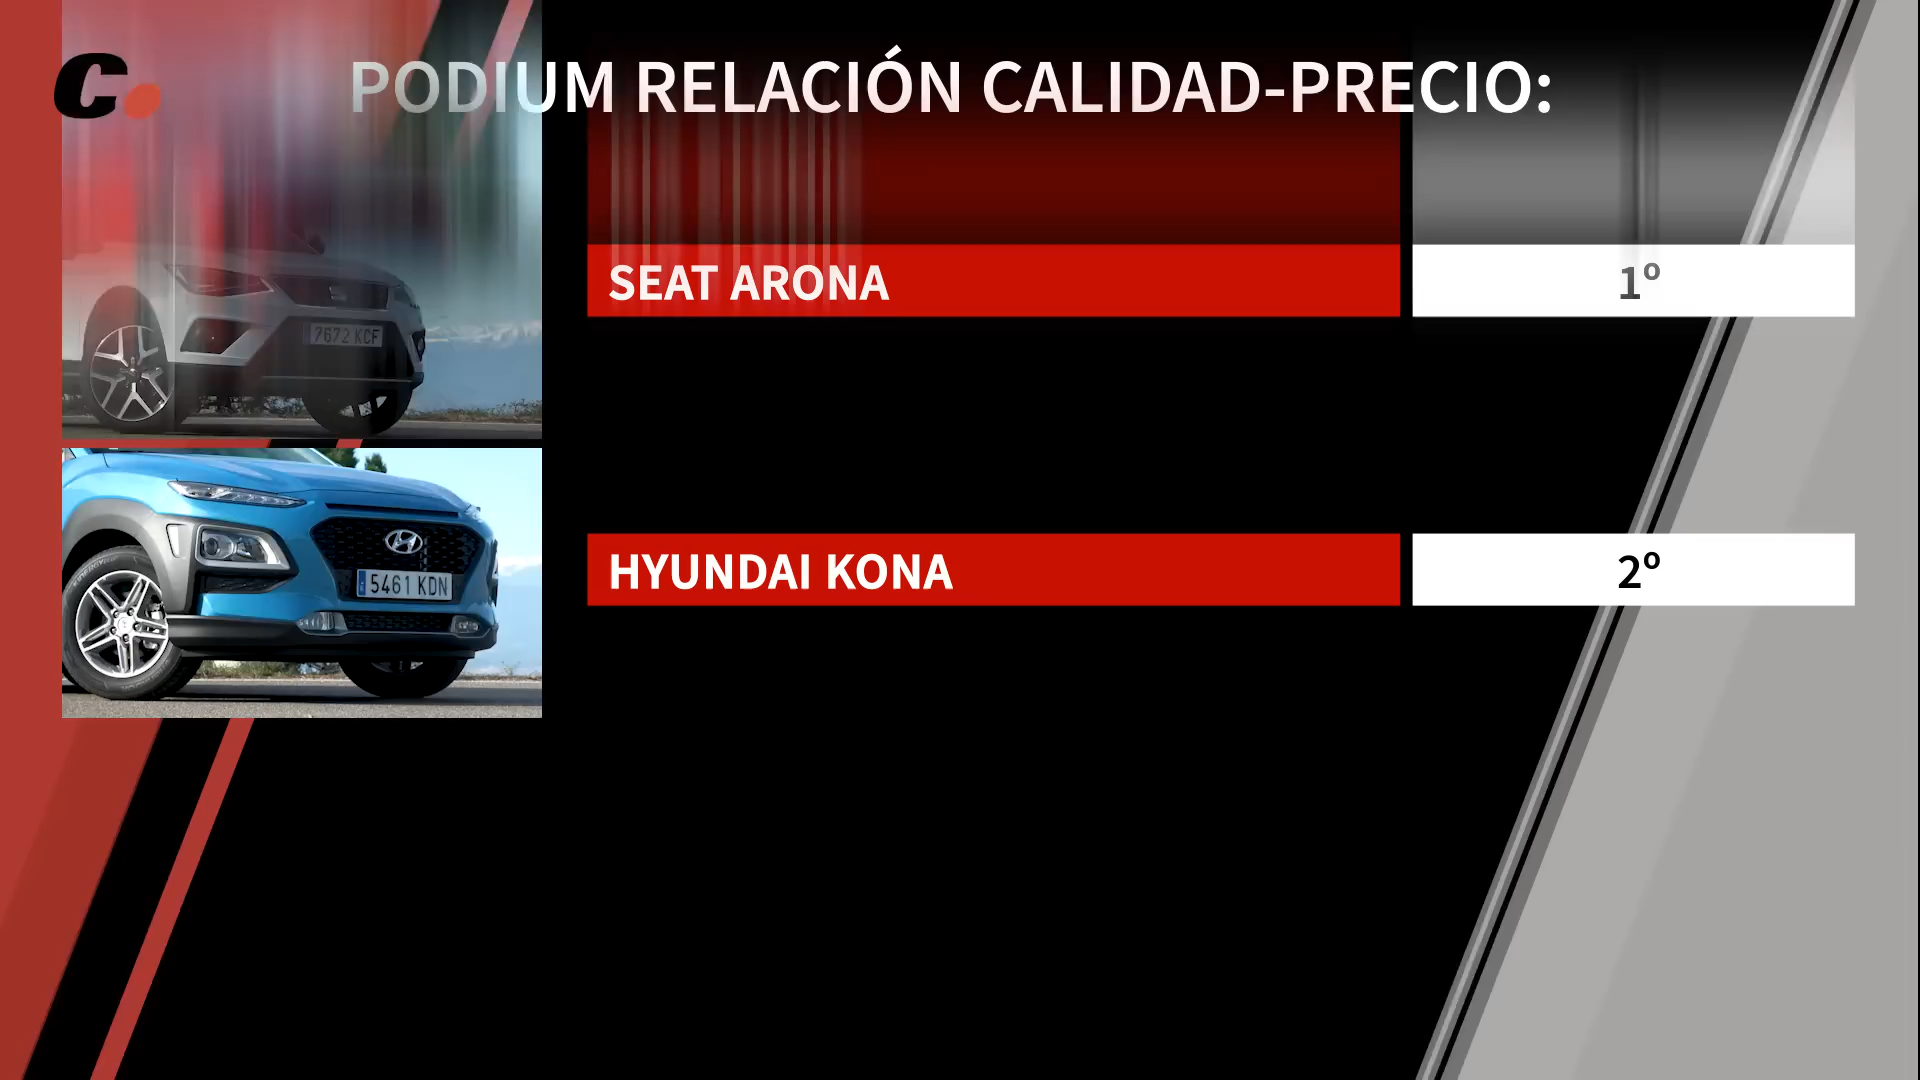 C.
PODIUM RELACIÓN CALIDAD-PRECIO:
SEAT ARONA
1º
7672 KCF
HYUNDAI KONA
2º
5461 KDN